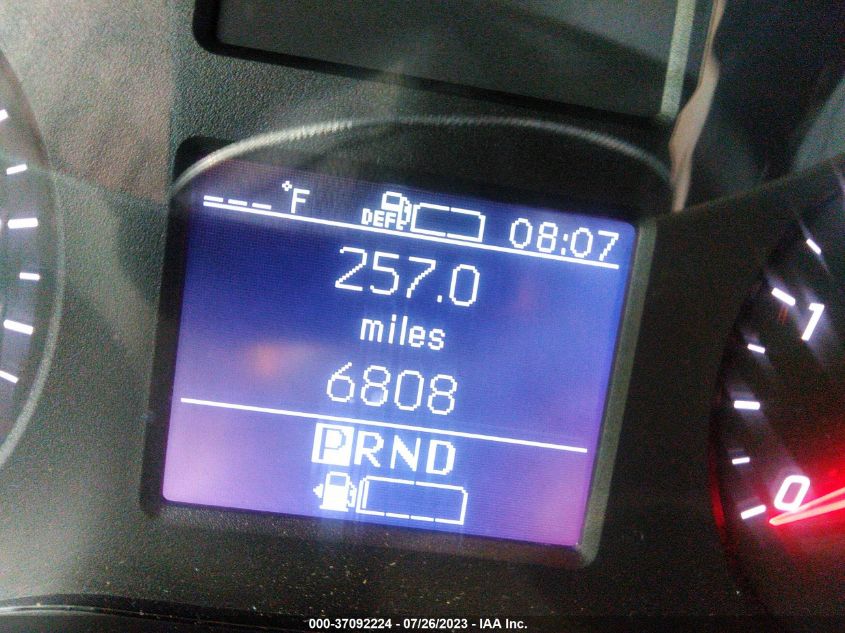 ---°F DEF 08:07
257.0
miles
6808
PRND
1
0
000-37092224 - 07/26/2023 - IAA Inc.